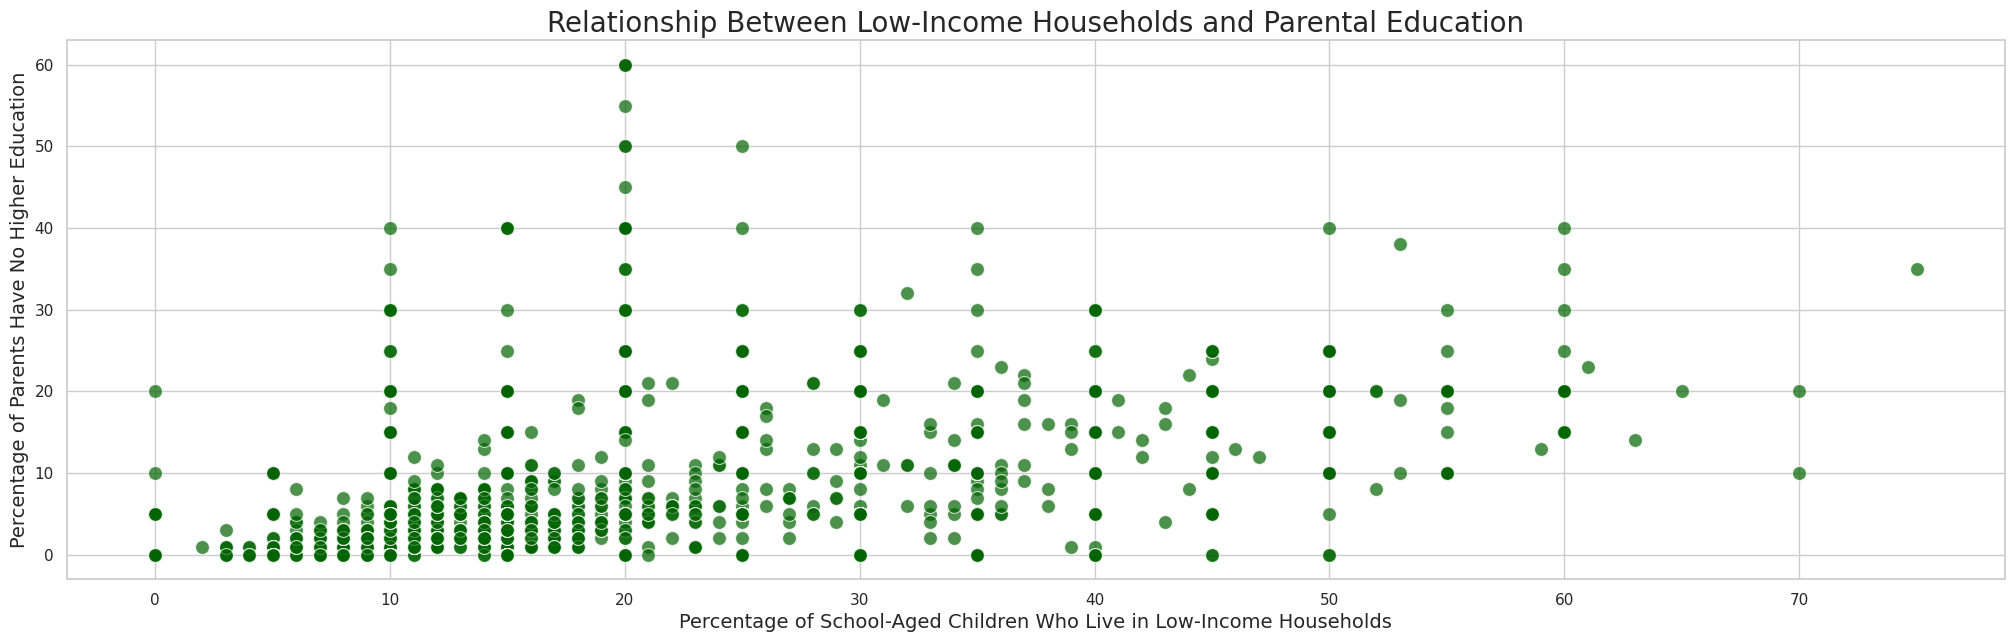 Relationship Between Low-Income Households and Parental Education
Percentage of Parents Have No Higher Education
60
50
40
30
20
10
0
0 10 20 30 40 50 60 70
Percentage of School-Aged Children Who Live in Low-Income Households